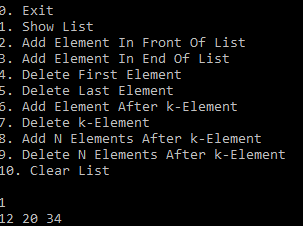 0. Exit
1. Show List
2. Add Element In Front Of List
3. Add Element In End Of List
4. Delete First Element
5. Delete Last Element
6. Add Element After k-Element
7. Delete k-Element
8. Add N Elements After k-Element
9. Delete N Elements After k-Element
10. Clear List
1
12 20 34